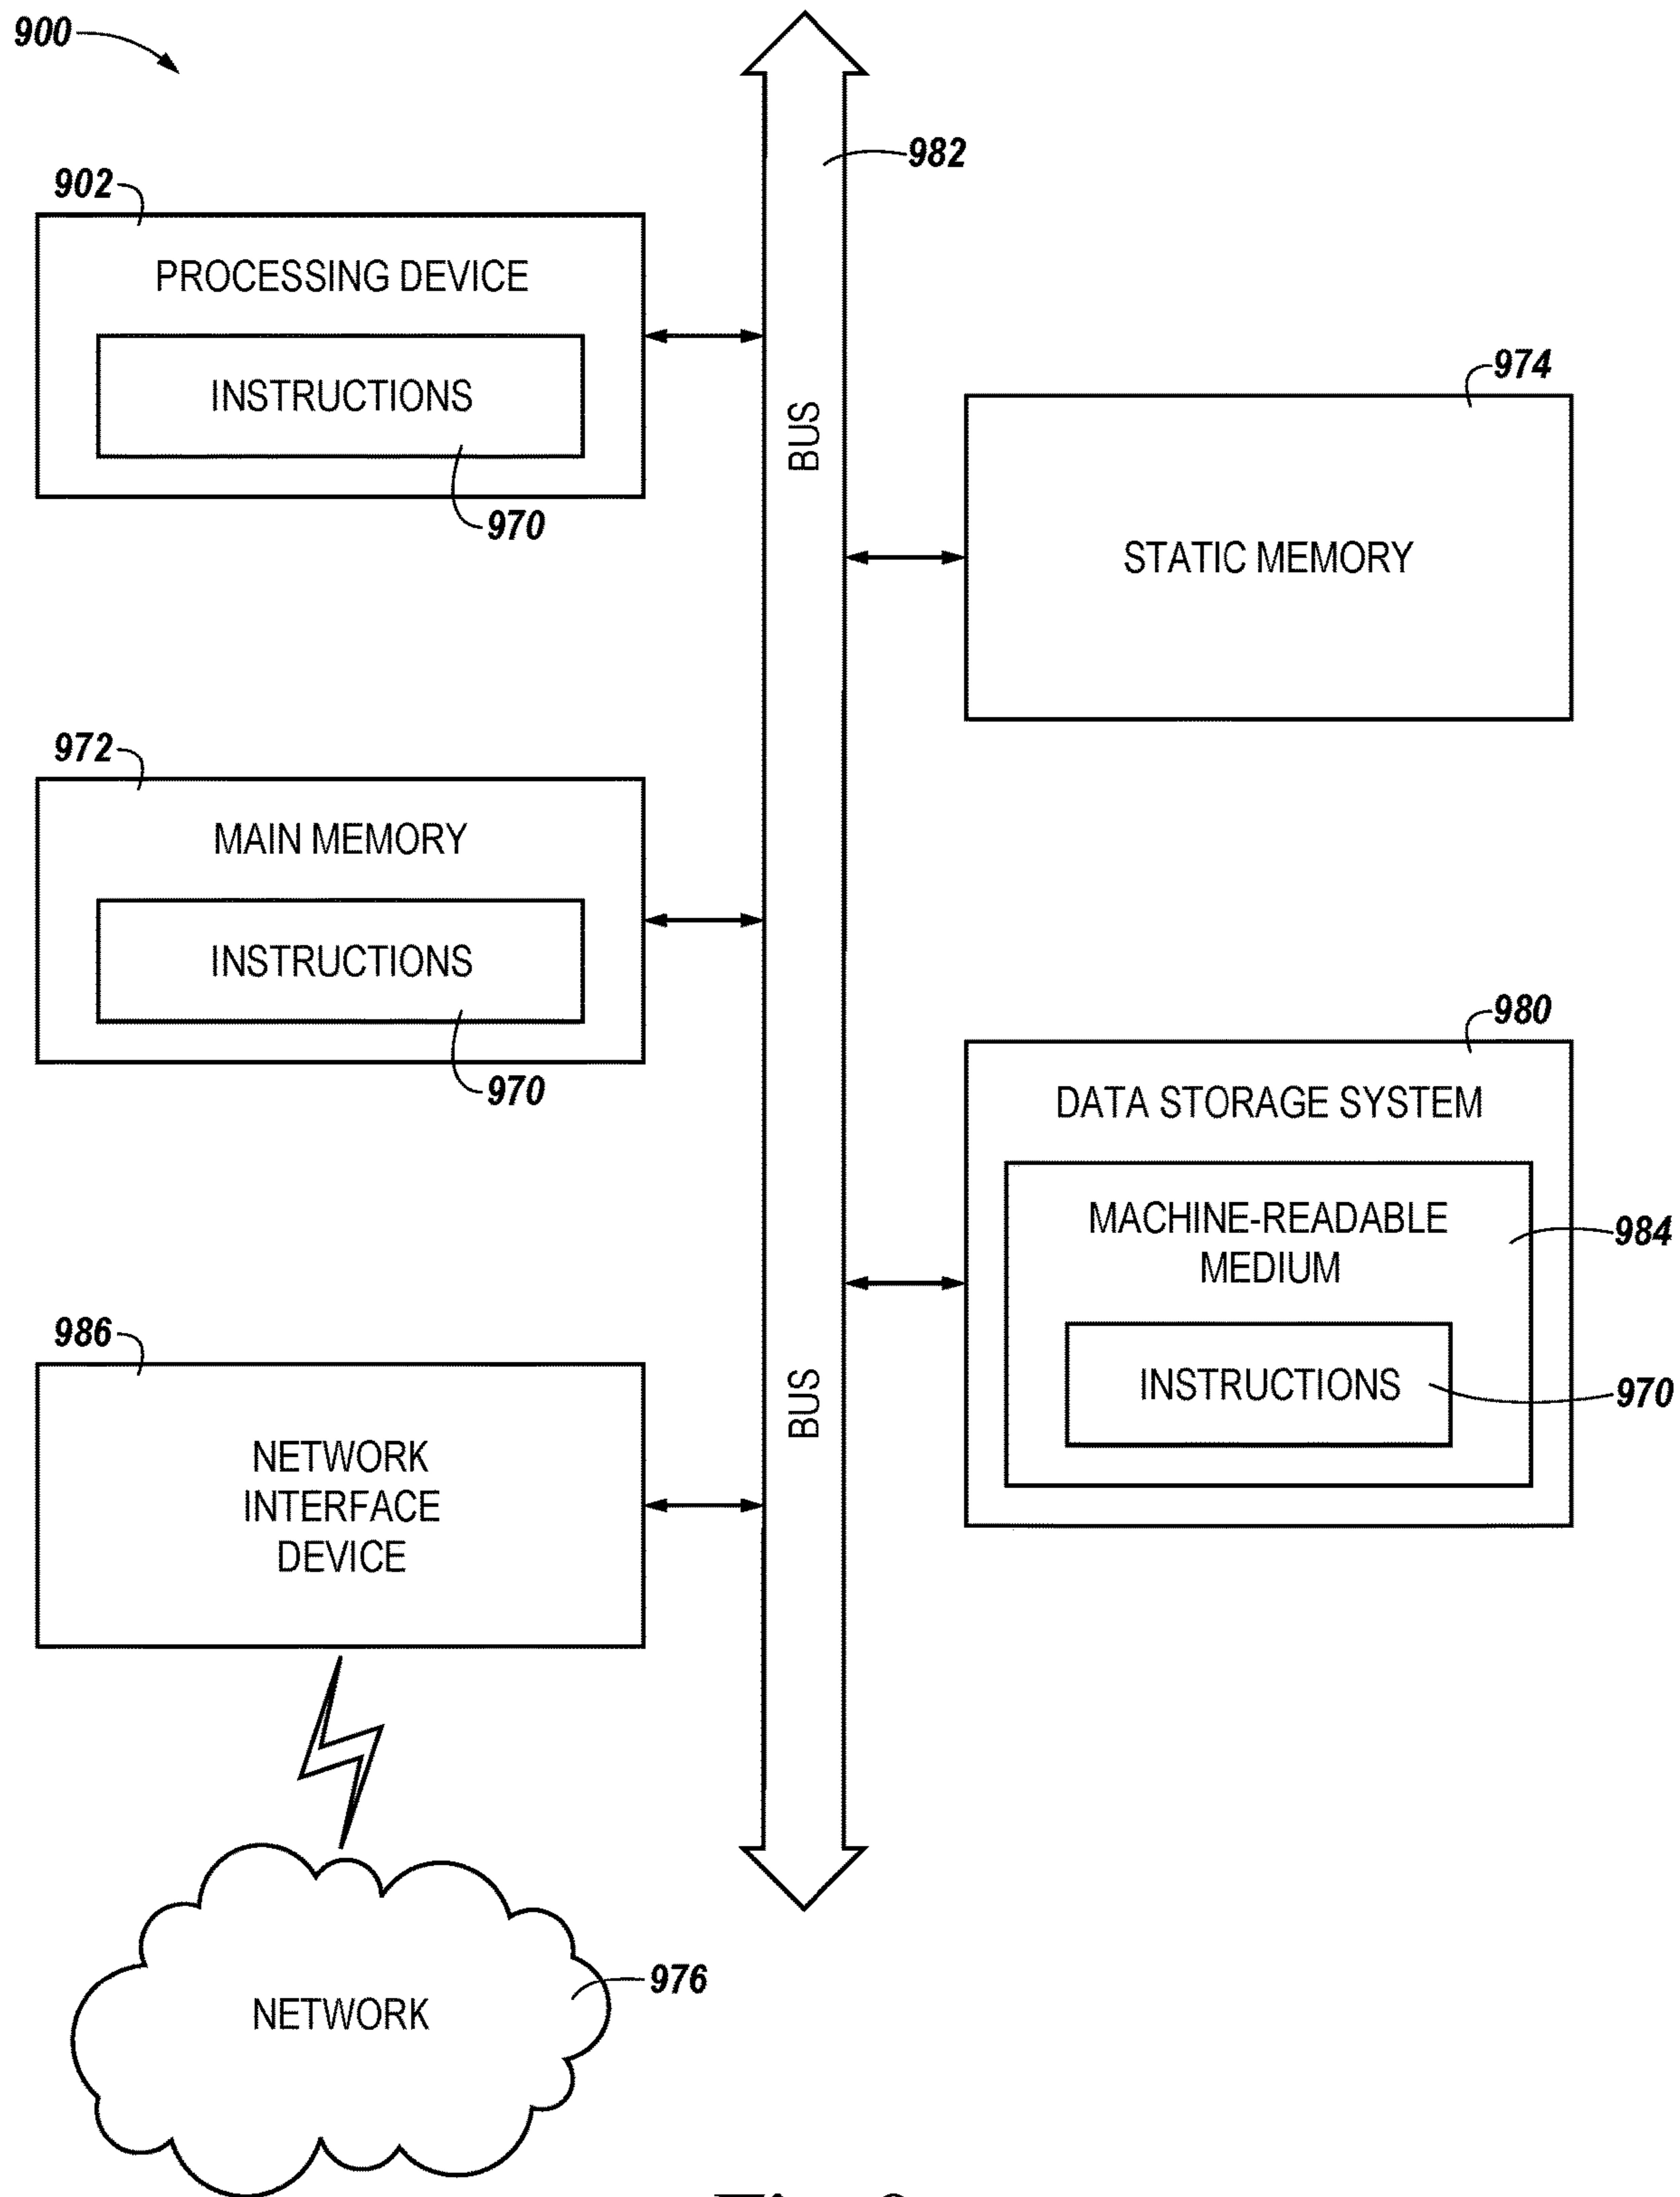 900
982
902
PROCESSING DEVICE
INSTRUCTIONS
970
BUS
974
STATIC MEMORY
972
MAIN MEMORY
INSTRUCTIONS
970
980
DATA STORAGE SYSTEM
MACHINE-READABLE
MEDIUM
984
INSTRUCTIONS
970
BUS
986
NETWORK
INTERFACE
DEVICE
NETWORK
976